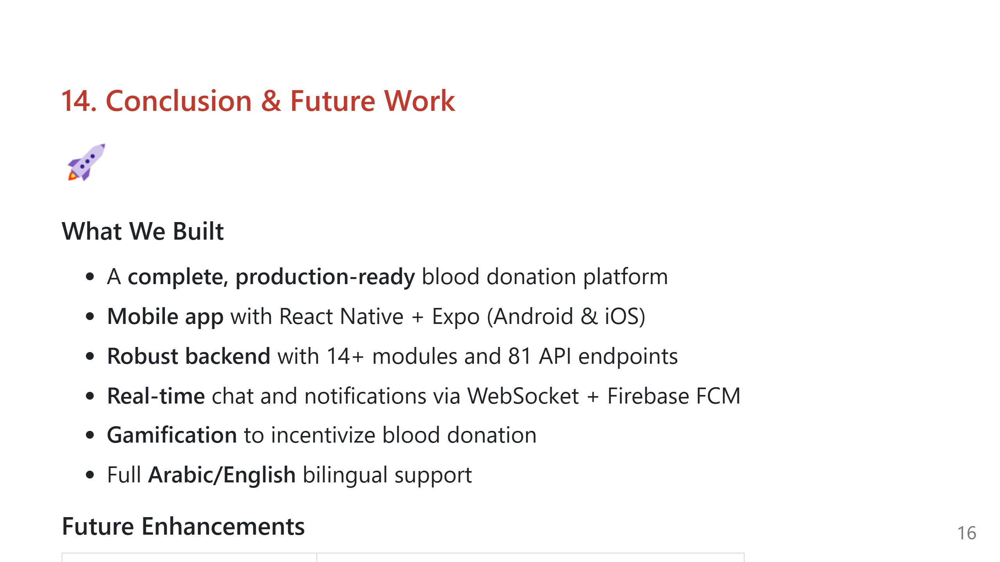 14. Conclusion & Future Work
What We Built
• A complete, production-ready blood donation platform
• Mobile app with React Native + Expo (Android & iOS)
• Robust backend with 14+ modules and 81 API endpoints
• Real-time chat and notifications via WebSocket + Firebase FCM
• Gamification to incentivize blood donation
• Full Arabic/English bilingual support
Future Enhancements
16